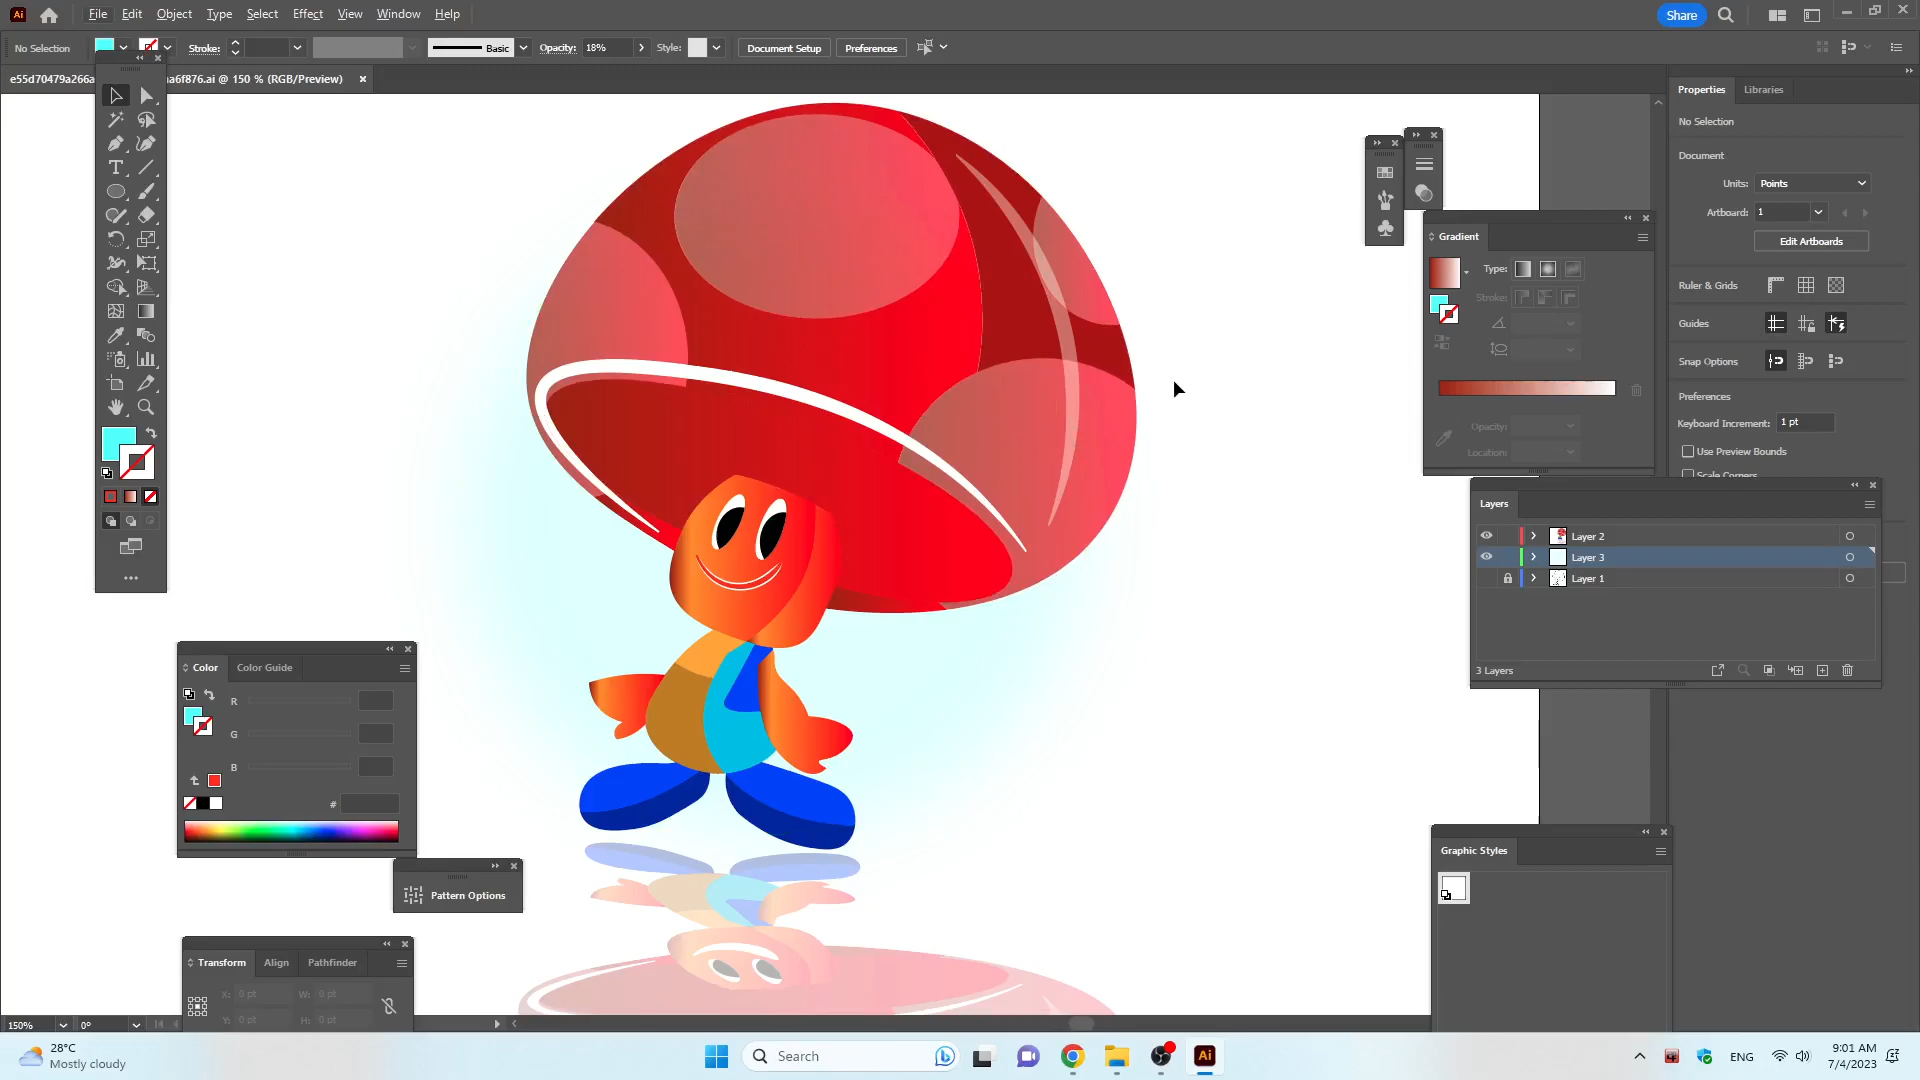 Ai File Edit Object Type Select Effect View Window Help Share
No Selection Stroke: Basic Opacity: 18% Style: Document Setup Preferences
e55d70479a266a a6f876.ai @ 150 % (RGB/Preview)
Properties Libraries
No Selection
Document
Units: Points
Artboard: 1
Edit Artboards
Ruler & Grids
Guides
Snap Options
Preferences
Keyboard Increment: 1 pt
Use Preview Bounds
Scale Corners
Gradient
Type:
Stroke:
Opacity:
Location:
Layers
Layer 2
Layer 3
Layer 1
3 Layers
Color Color Guide
R
G
B
#
Pattern Options
Transform Align Pathfinder
X: 0 pt W: 0 pt
Y: 0 pt H: 0 pt
Graphic Styles
150% 0°
28°C
Mostly cloudy
Search
Ai
ENG
9:01 AM
7/4/2023